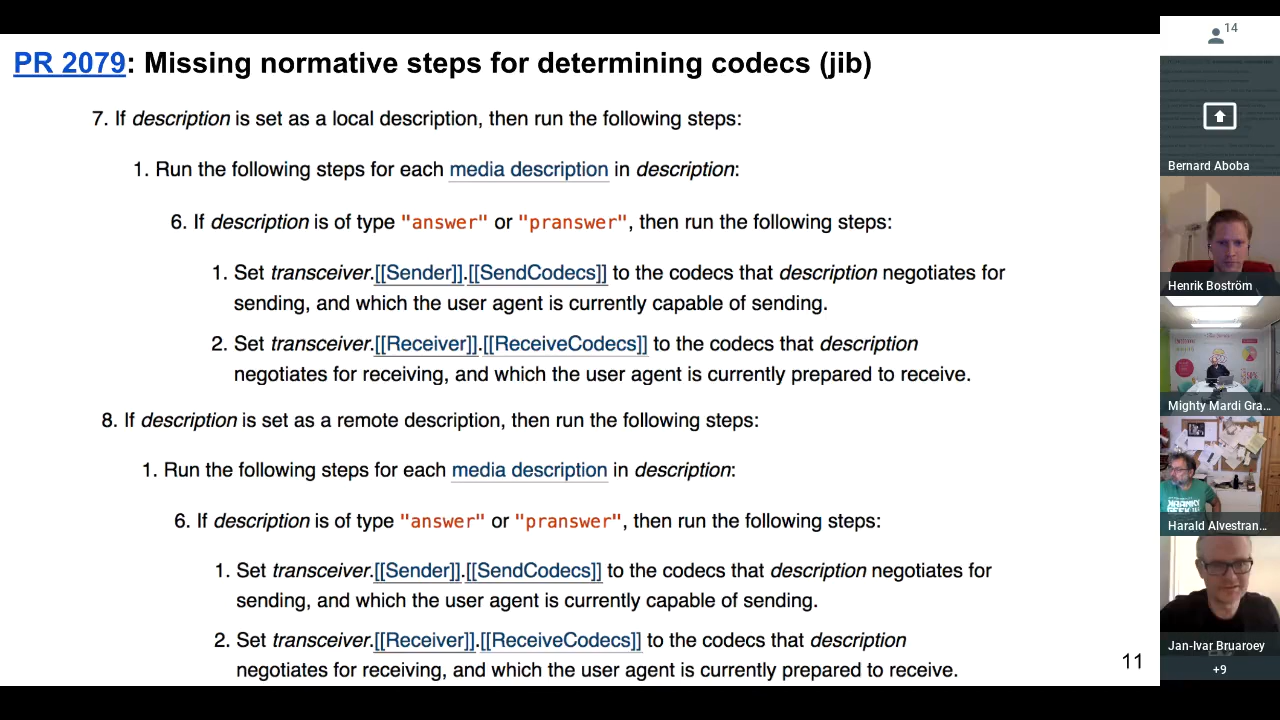 PR 2079: Missing normative steps for determining codecs (jib)
7. If description is set as a local description, then run the following steps:
1. Run the following steps for each media description in description:
6. If description is of type "answer" or "pranswer", then run the following steps:
1. Set transceiver.[[Sender]].[[SendCodecs]] to the codecs that description negotiates for
sending, and which the user agent is currently capable of sending.
2. Set transceiver.[[Receiver]].[[ReceiveCodecs]] to the codecs that description
negotiates for receiving, and which the user agent is currently prepared to receive.
8. If description is set as a remote description, then run the following steps:
1. Run the following steps for each media description in description:
6. If description is of type "answer" or "pranswer", then run the following steps:
1. Set transceiver.[[Sender]].[[SendCodecs]] to the codecs that description negotiates for
sending, and which the user agent is currently capable of sending.
2. Set transceiver.[[Receiver]].[[ReceiveCodecs]] to the codecs that description
negotiates for receiving, and which the user agent is currently prepared to receive.
11
14
Bernard Aboba
Henrik Boström
Mighty Mardi Gra...
Harald Alvestran...
Jan-Ivar Bruaroey
+9